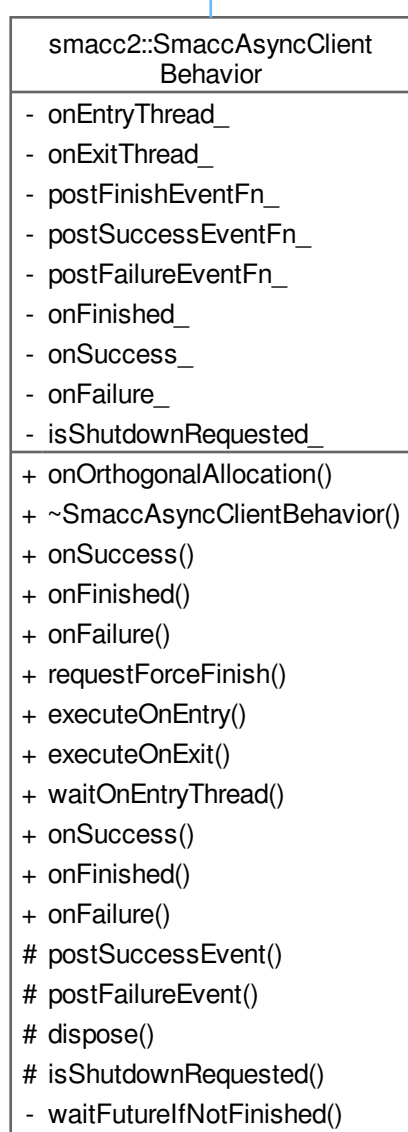 smacc2::SmaccAsyncClient
Behavior
- onEntryThread_
- onExitThread_
- postFinishEventFn_
- postSuccessEventFn_
- postFailureEventFn_
- onFinished_
- onSuccess_
- onFailure_
- isShutdownRequested_
+ onOrthogonalAllocation()
+ ~SmaccAsyncClientBehavior()
+ onSuccess()
+ onFinished()
+ onFailure()
+ requestForceFinish()
+ executeOnEntry()
+ executeOnExit()
+ waitOnEntryThread()
+ onSuccess()
+ onFinished()
+ onFailure()
# postSuccessEvent()
# postFailureEvent()
# dispose()
# isShutdownRequested()
- waitFutureIfNotFinished()